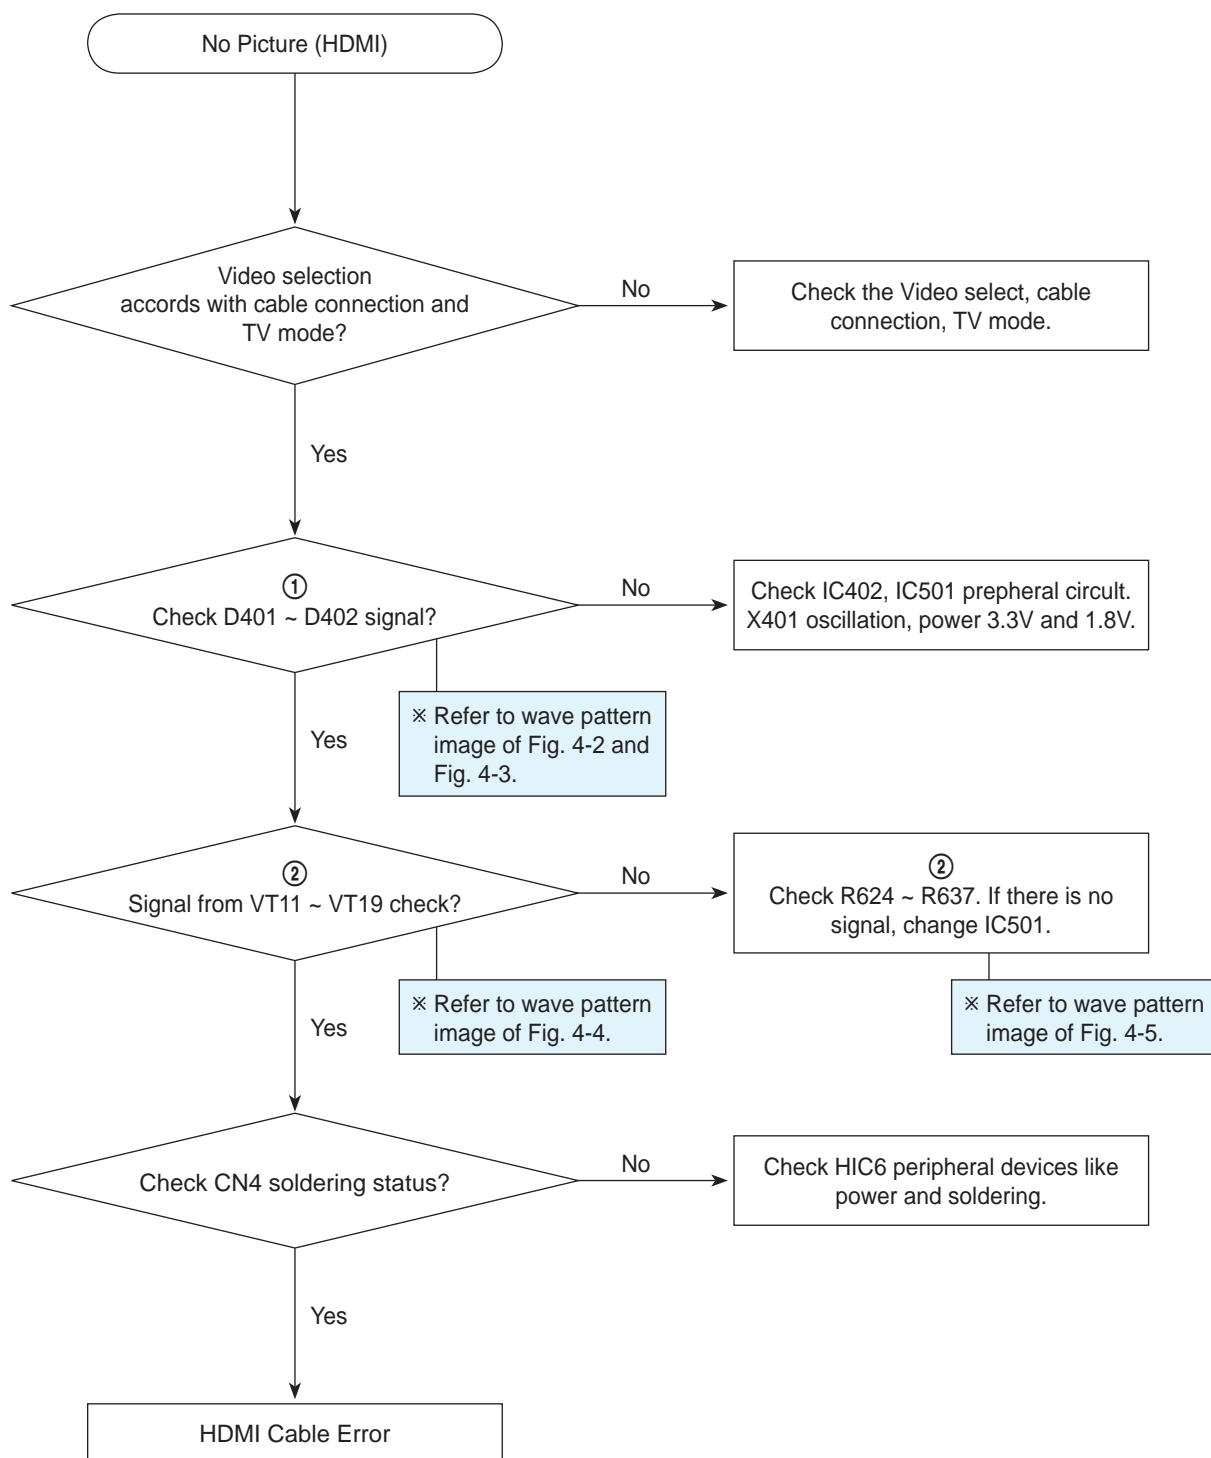 No Picture (HDMI)
Video selection
accords with cable connection and
TV mode?
No
Check the Video select, cable
connection, TV mode.
Yes
①
Check D401 ~ D402 signal?
No
Check IC402, IC501 prepheral circult.
X401 oscillation, power 3.3V and 1.8V.
※ Refer to wave pattern
image of Fig. 4-2 and
Fig. 4-3.
Yes
②
Signal from VT11 ~ VT19 check?
No
②
Check R624 ~ R637. If there is no
signal, change IC501.
※ Refer to wave pattern
image of Fig. 4-4.
※ Refer to wave pattern
image of Fig. 4-5.
Yes
Check CN4 soldering status?
No
Check HIC6 peripheral devices like
power and soldering.
Yes
HDMI Cable Error